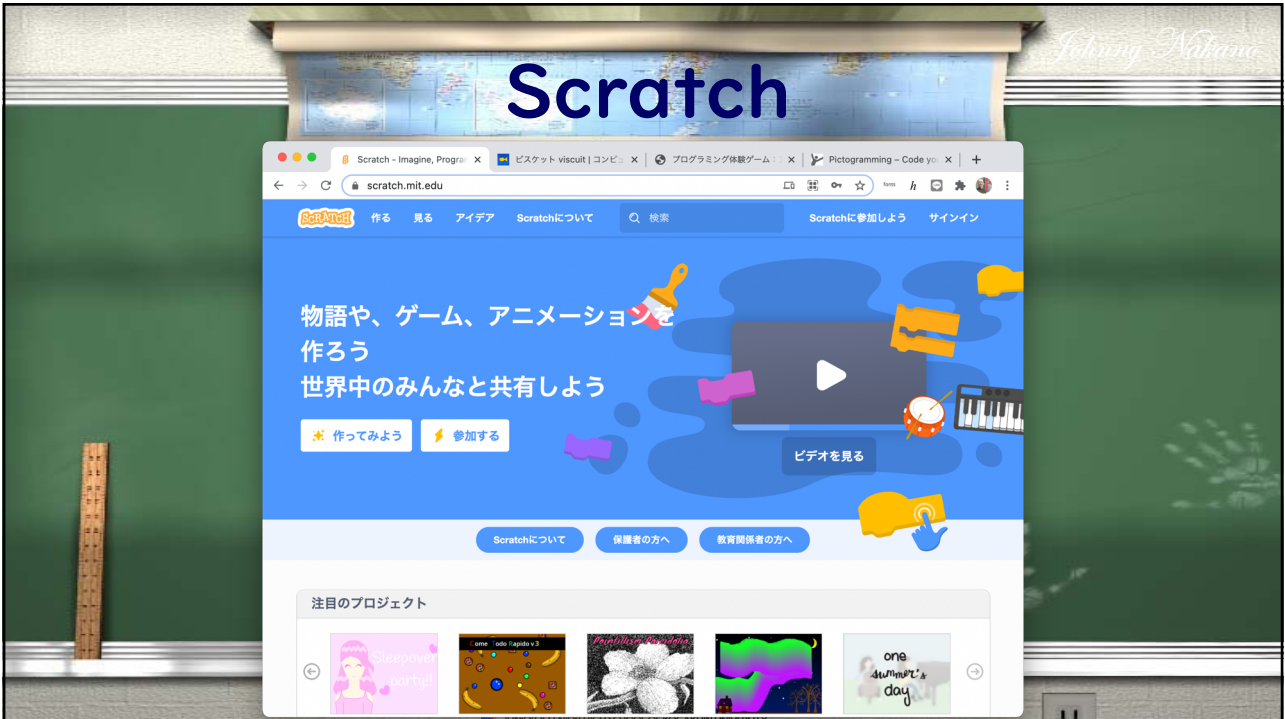 Johnny Nakano
Scratch
Scratch - Imagine, Progran
ビスケット viscuit | コンピュ
プログラミング体験ゲーム：
Pictogramming – Code yo
scratch.mit.edu
SCRATCH 作る 見る アイデア Scratchについて 検索 Scratchに参加しよう サインイン
物語や、ゲーム、アニメーションを
作ろう
世界中のみんなと共有しよう
作ってみよう 参加する
ビデオを見る
Scratchについて 保護者の方へ 教育関係者の方へ
注目のプロジェクト
Sleepover
party!!
Come Todo Rapido v3
Pointillism Pareidolia
one
summer's
day